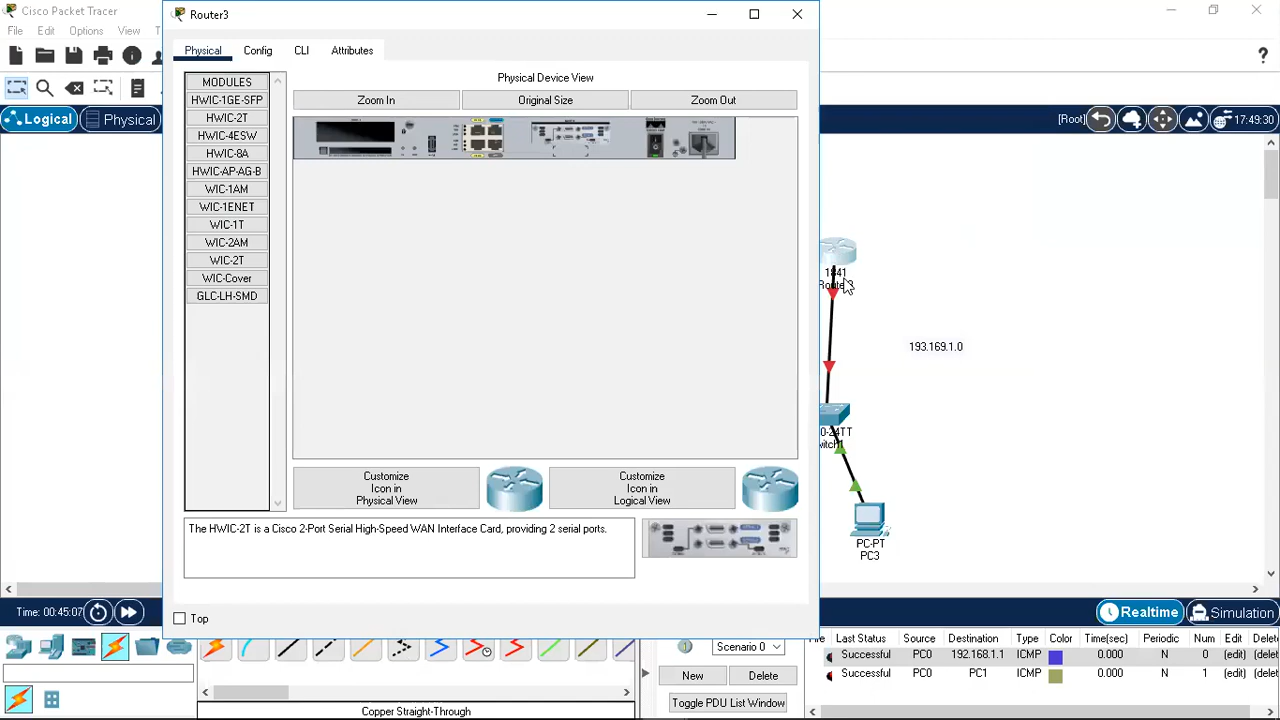 Cisco Packet Tracer
File Edit Options View T
Router3
Physical Config CLI Attributes
MODULES
HWIC-1GE-SFP
HWIC-2T
HWIC-4ESW
HWIC-8A
HWIC-AP-AG-B
WIC-1AM
WIC-1ENET
WIC-1T
WIC-2AM
WIC-2T
WIC-Cover
GLC-LH-SMD
Physical Device View
Zoom In Original Size Zoom Out
Customize
Icon in
Physical View
Customize
Icon in
Logical View
The HWIC-2T is a Cisco 2-Port Serial High-Speed WAN Interface Card, providing 2 serial ports.
Top
Logical Physical
[Root] 17:49:30
1841
Router3
193.169.1.0
0-24TT
witch1
PC-PT
PC3
Time: 00:45:07
Realtime Simulation
Scenario 0
New Delete
Toggle PDU List Window
Copper Straight-Through
Last Status Source Destination Type Color Time(sec) Periodic Num Edit Delet
Successful PC0 192.168.1.1 ICMP 0.000 N 0 (edit) (delet
Successful PC0 PC1 ICMP 0.000 N 1 (edit) (delet